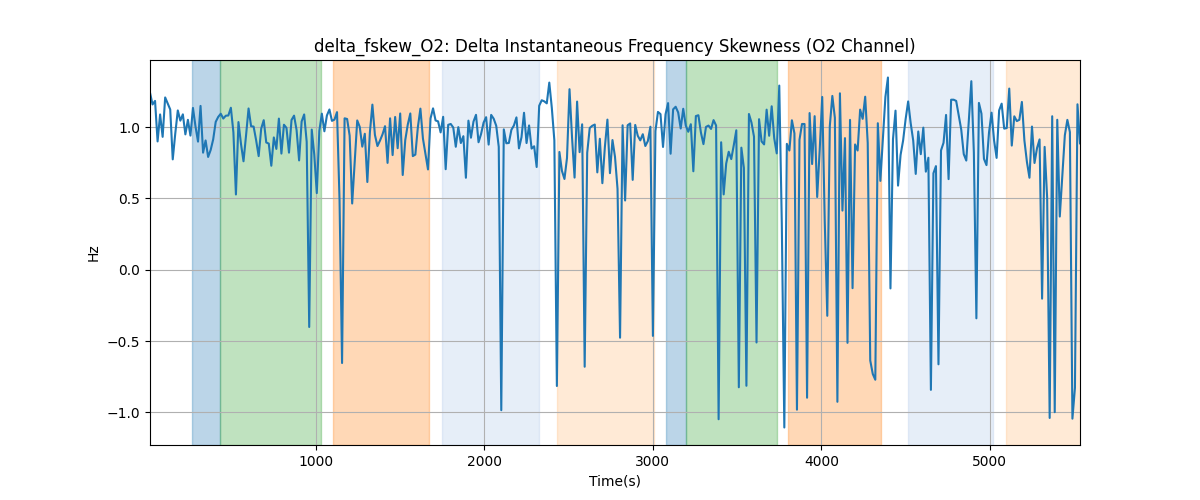 delta_fskew_O2: Delta Instantaneous Frequency Skewness (O2 Channel)
1.0
0.5
0.0
−0.5
−1.0
Hz
1000 2000 3000 4000 5000
Time(s)